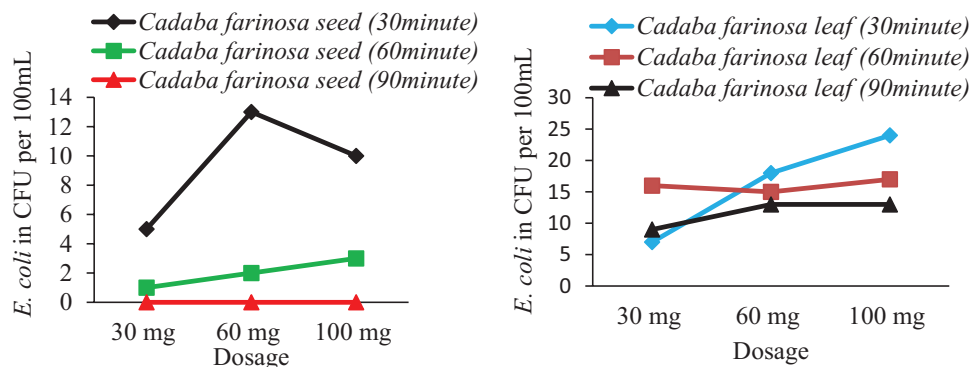 Cadaba farinosa seed (30minute)
Cadaba farinosa seed (60minute)
Cadaba farinosa seed (90minute)
E. coli in CFU per 100mL
14
12
10
8
6
4
2
0
30 mg 60 mg 100 mg
Dosage
Cadaba farinosa leaf (30minute)
Cadaba farinosa leaf (60minute)
Cadaba farinosa leaf (90minute)
E. coli in CFU per 100mL
30
25
20
15
10
5
0
30 mg 60 mg 100 mg
Dosage